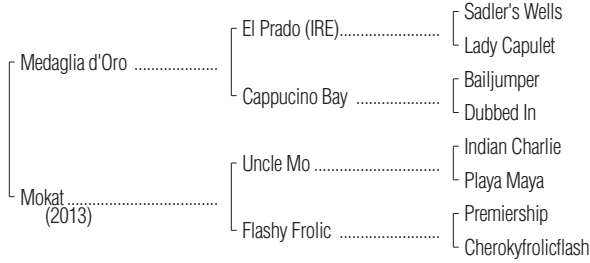 Sadler's Wells
El Prado (IRE)........................
Lady Capulet
Medaglia d'Oro ....................
Bailjumper
Cappucino Bay ....................
Dubbed In
Indian Charlie
Uncle Mo ..............................
Playa Maya
Mokat....................................
(2013)
Premiership
Flashy Frolic ........................
Cherokyfrolicflash